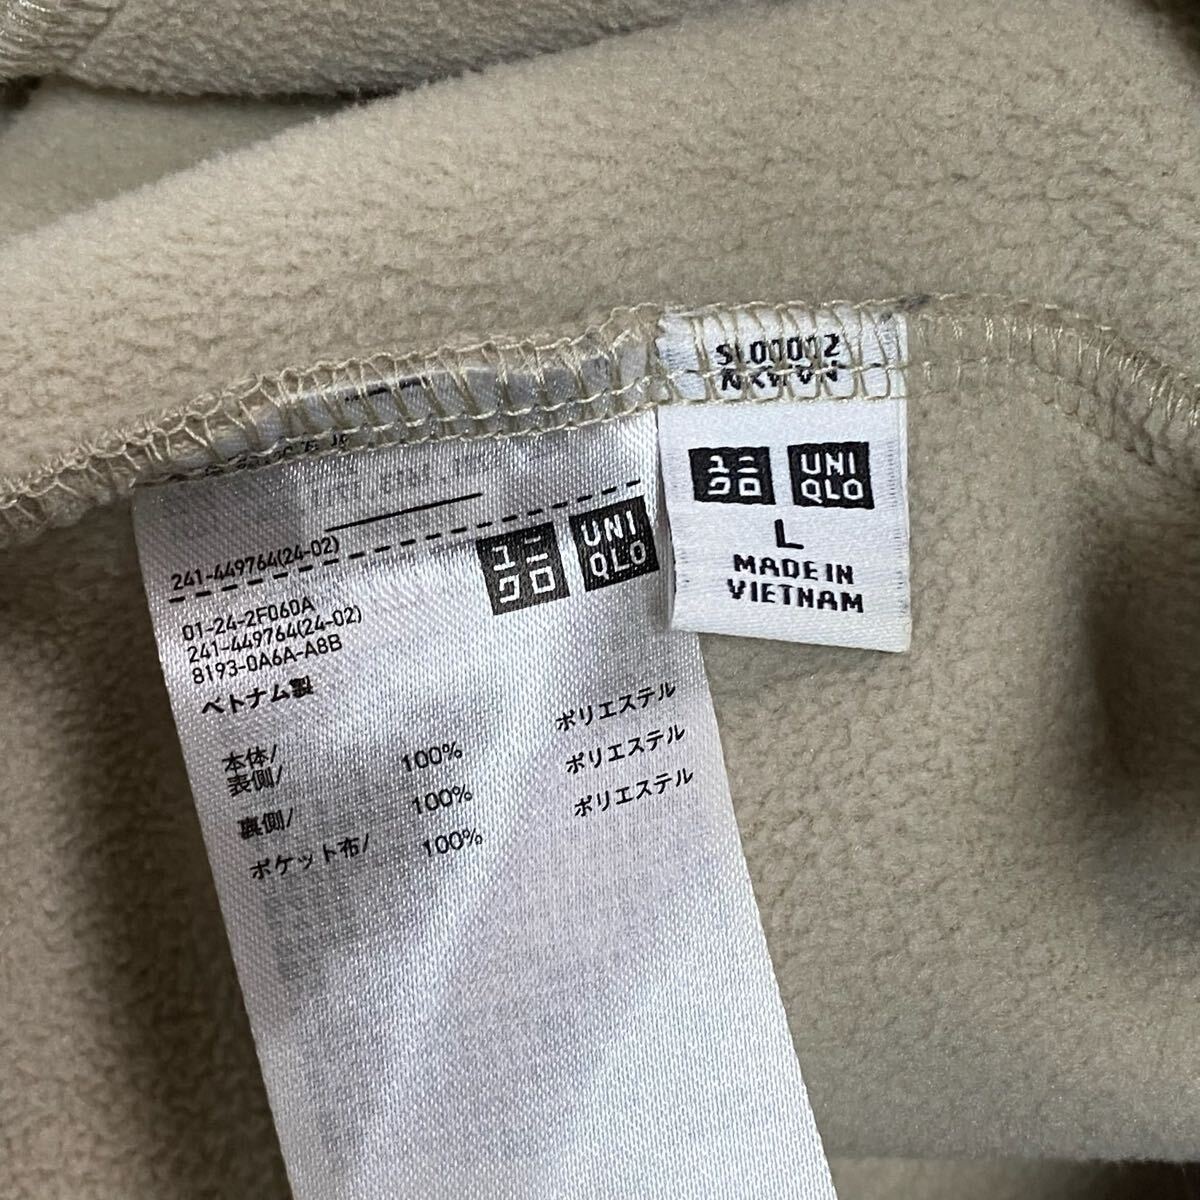 ユニ
クロ
UNI
QLO
L
MADE IN
VIETNAM
241-449764(24-02)
ユニ
クロ
UNI
QLO
01-24-2F060A
241-449764(24-02)
8193-0A6A-A8B
ベトナム製
本体/
表側/ 100% ポリエステル
裏側/ 100% ポリエステル
ポケット布/ 100% ポリエステル